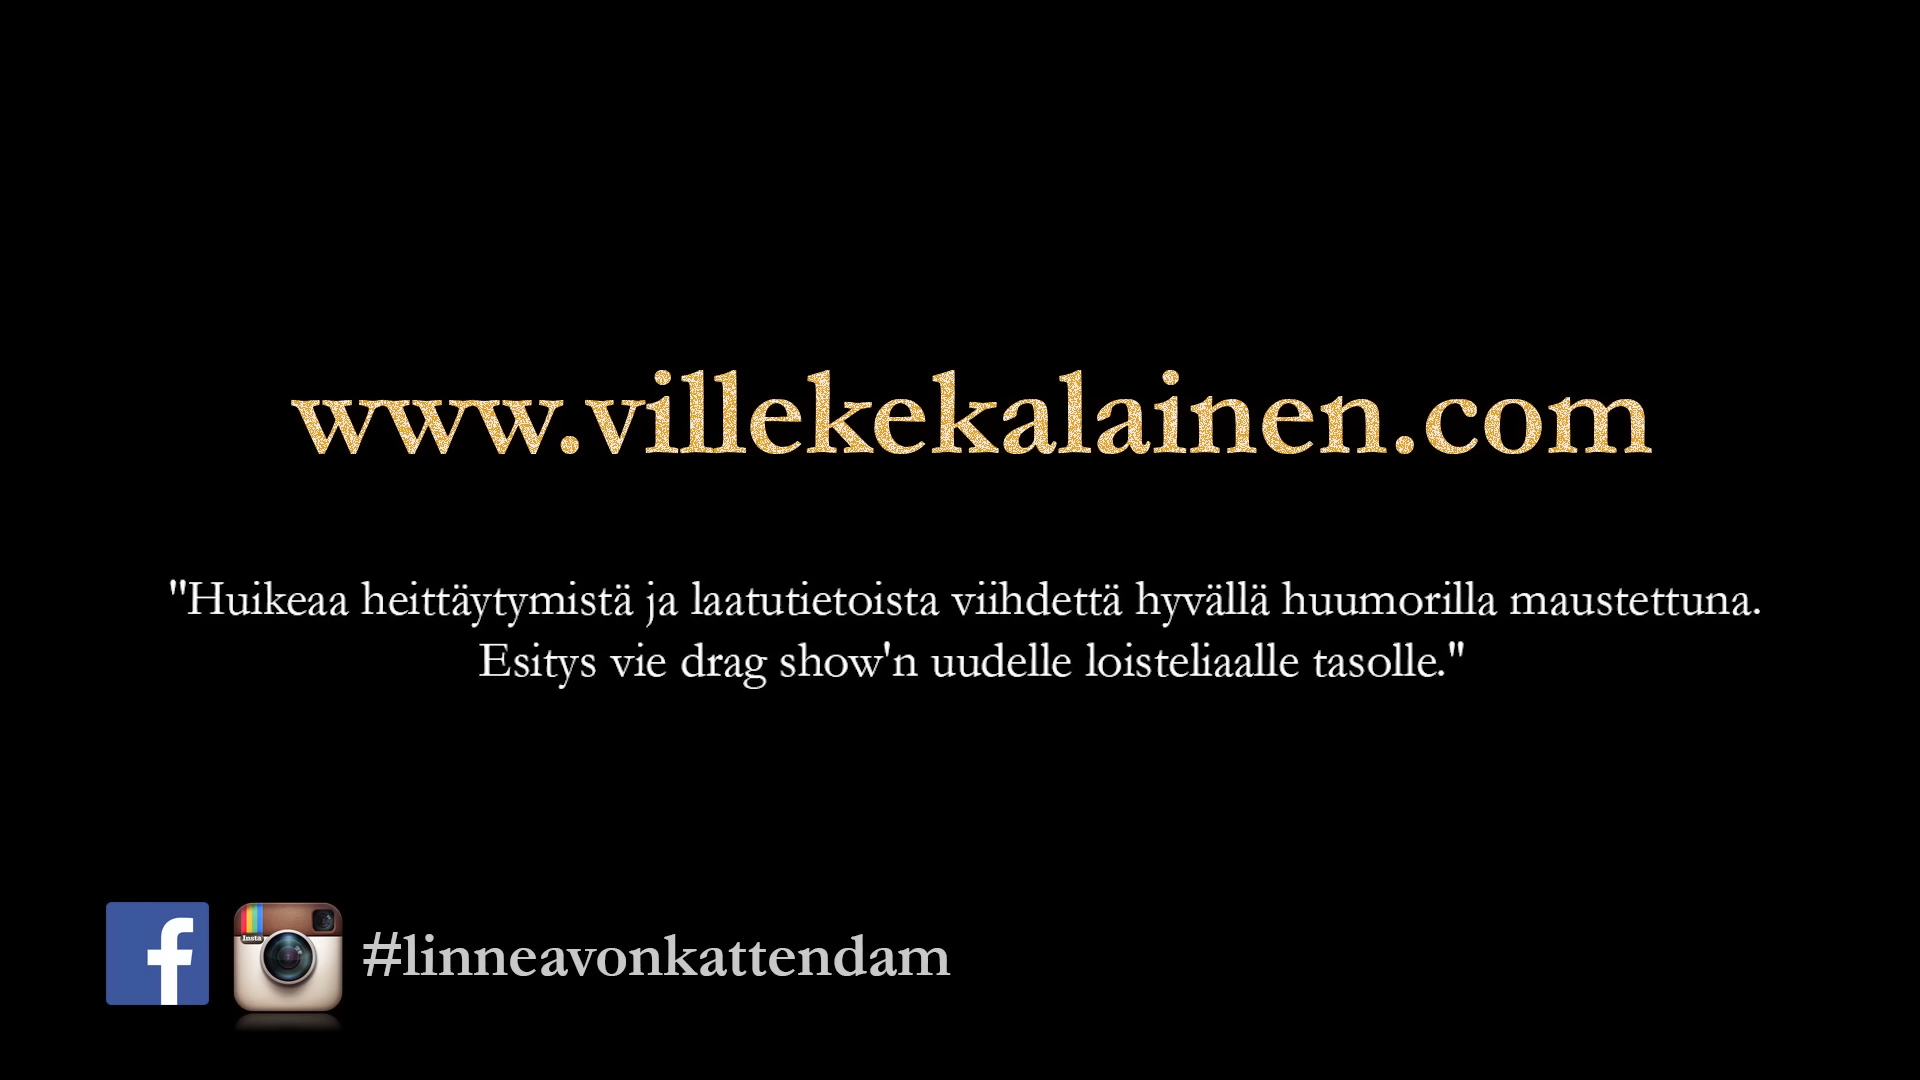 www.villekekalainen.com
"Huikeaa heittäytymistä ja laatutietoista viihdettä hyvällä huumorilla maustettuna.
Esitys vie drag show'n uudelle loisteliaalle tasolle."
f
Insta
#linneavonkattendam